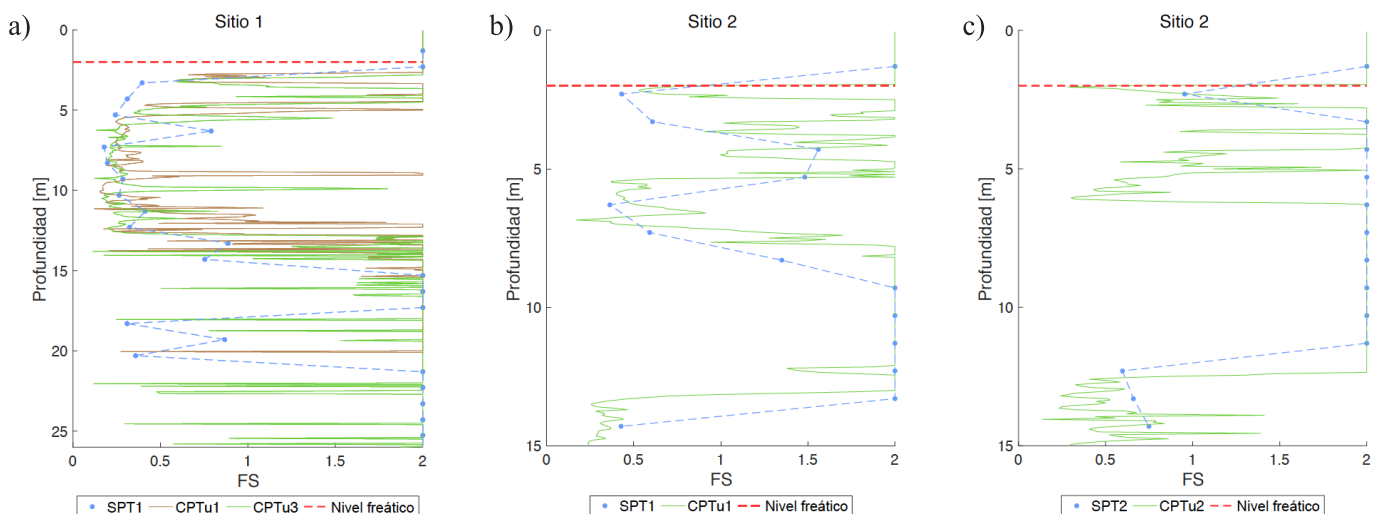 a)
Sitio 1
0
5
10
15
20
25
Profundidad [m]
0
0.5
1
1.5
2
FS
SPT1 CPTu1 CPTu3 Nivel freático
b)
Sitio 2
0
5
10
15
Profundidad [m]
0
0.5
1
1.5
2
FS
SPT1 CPTu1 Nivel freático
c)
Sitio 2
0
5
10
15
Profundidad [m]
0
0.5
1
1.5
2
FS
SPT2 CPTu2 Nivel freático